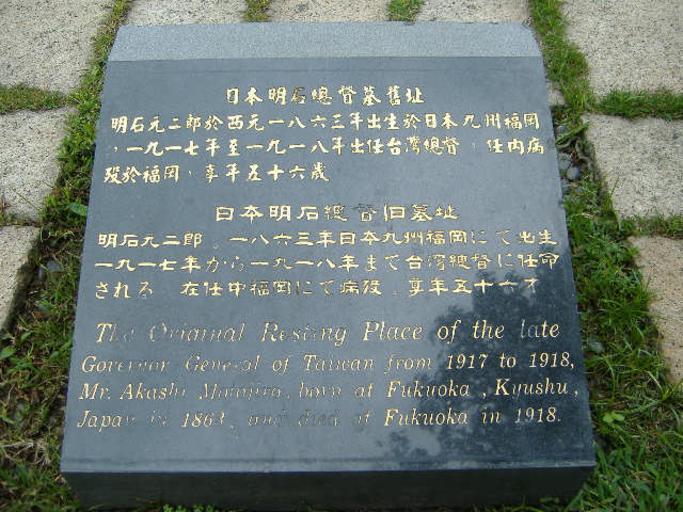 日本明石總督墓舊址
明石元二郎於西元一八六三年出生於日本九州福岡
，一九一七年至一九一八年出任台灣總督，任內病
歿於福岡，享年五十六歲
日本明石總督旧墓址
明石元二郎。一八六三年日本九州福岡にて出生
一九一七年から一九一八年まで台湾總督に任命
される 在任中福岡にて病歿。享年五十六才
The Original Resting Place of the late
Governor General of Taiwan from 1917 to 1918,
Mr. Akashi Motojiro, born at Fukuoka, Kyushu,
Japan in 1863, and died at Fukuoka in 1918.